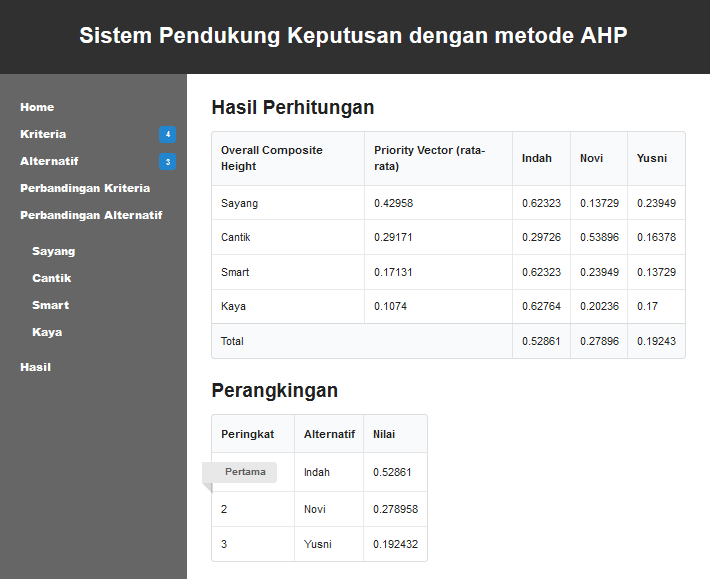 Sistem Pendukung Keputusan dengan metode AHP
Home
Kriteria 4
Alternatif 3
Perbandingan Kriteria
Perbandingan Alternatif
Sayang
Cantik
Smart
Kaya
Hasil
Hasil Perhitungan
Overall Composite Height Priority Vector (rata-rata) Indah Novi Yusni
Sayang 0.42958 0.62323 0.13729 0.23949
Cantik 0.29171 0.29726 0.53896 0.16378
Smart 0.17131 0.62323 0.23949 0.13729
Kaya 0.1074 0.62764 0.20236 0.17
Total 0.52861 0.27896 0.19243
Perangkingan
Peringkat Alternatif Nilai
Pertama Indah 0.52861
2 Novi 0.278958
3 Yusni 0.192432